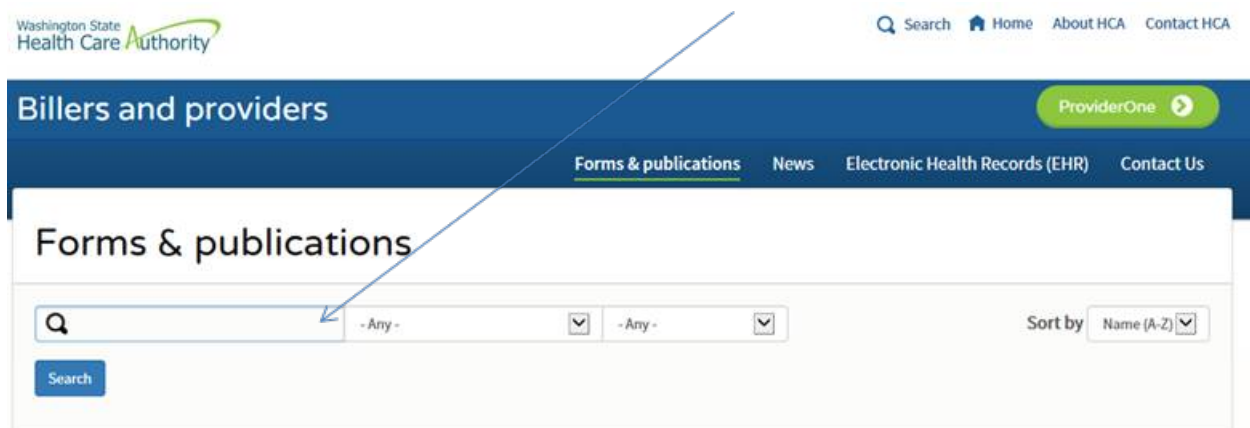 Washington State
Health Care Authority
Search Home About HCA Contact HCA
Billers and providers
ProviderOne
Forms & publications News Electronic Health Records (EHR) Contact Us
Forms & publications
- Any - - Any - Sort by Name (A-Z)
Search